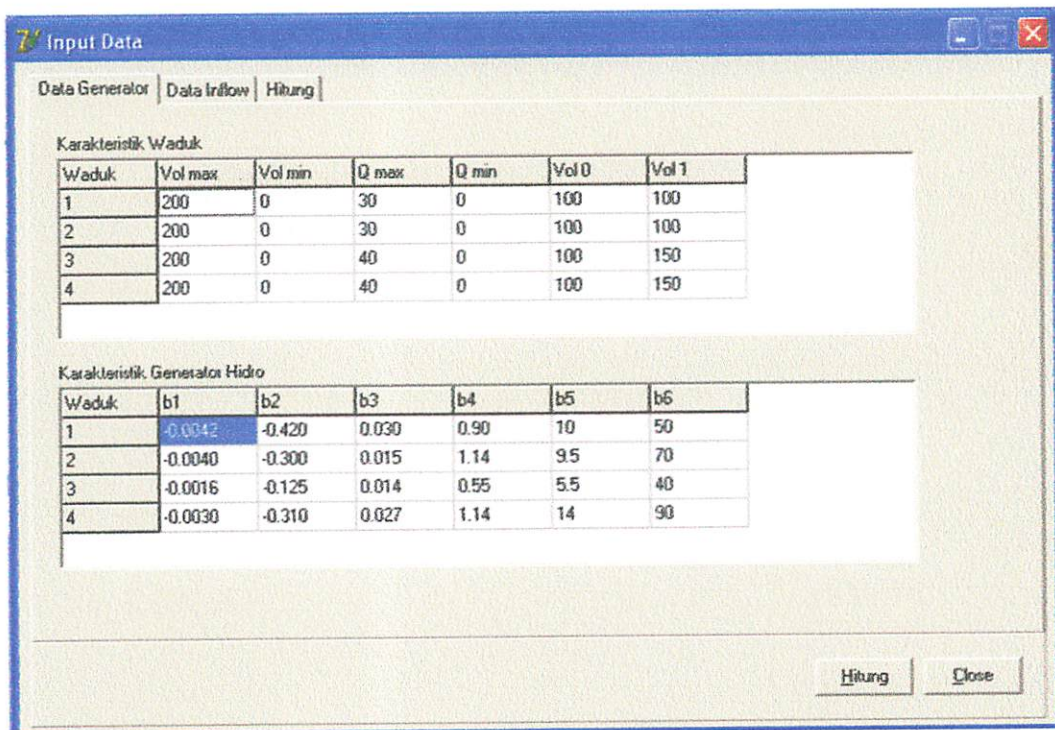 Input Data
Data Generator Data Inflow Hitung
Karakteristik Waduk
Waduk Vol max Vol min Q max Q min Vol 0 Vol 1
1 200 0 30 0 100 100
2 200 0 30 0 100 100
3 200 0 40 0 100 150
4 200 0 40 0 100 150
Karakteristik Generator Hidro
Waduk b1 b2 b3 b4 b5 b6
1 -0.0042 -0.420 0.030 0.90 10 50
2 -0.0040 -0.300 0.015 1.14 9.5 70
3 -0.0016 -0.125 0.014 0.55 5.5 40
4 -0.0030 -0.310 0.027 1.14 14 90
Hitung Close